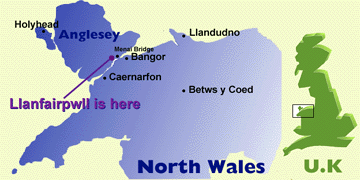 Holyhead
Anglesey
Llandudno
Menai Bridge
Bangor
Caernarfon
Llanfairpwll is here
Betws y Coed
North Wales
U.K